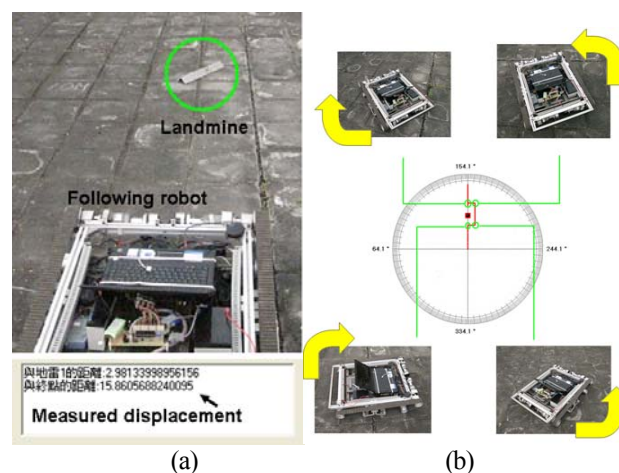 Landmine
Following robot
與地雷1的距離:2.98133998956156
與終點的距離:15.8605688240095
Measured displacement
(a)
154.1 °
64.1 °
244.1 °
334.1 °
(b)